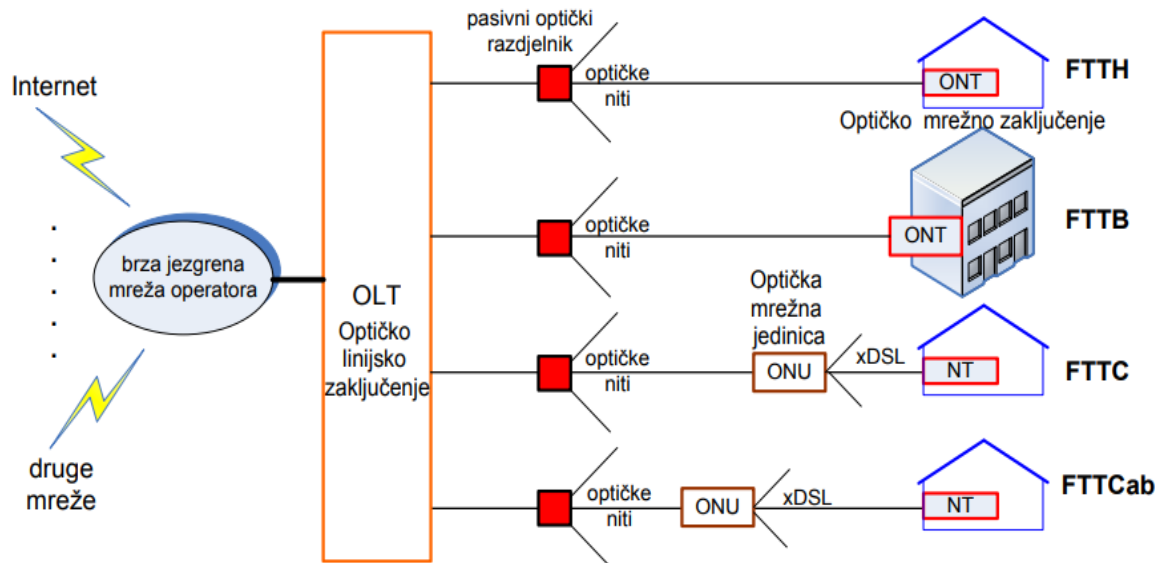 pasivni optički
razdjelnik
Internet
optičke
niti
ONT
FTTH
Optičko mrežno zaključenje
brza jezgrena
mreža operatora
OLT
Optičko
linijsko
zaključenje
optičke
niti
ONT
FTTB
Optička
mrežna
jedinica
optičke
niti
ONU
xDSL
NT
FTTC
druge
mreže
optičke
niti
ONU
xDSL
NT
FTTCab